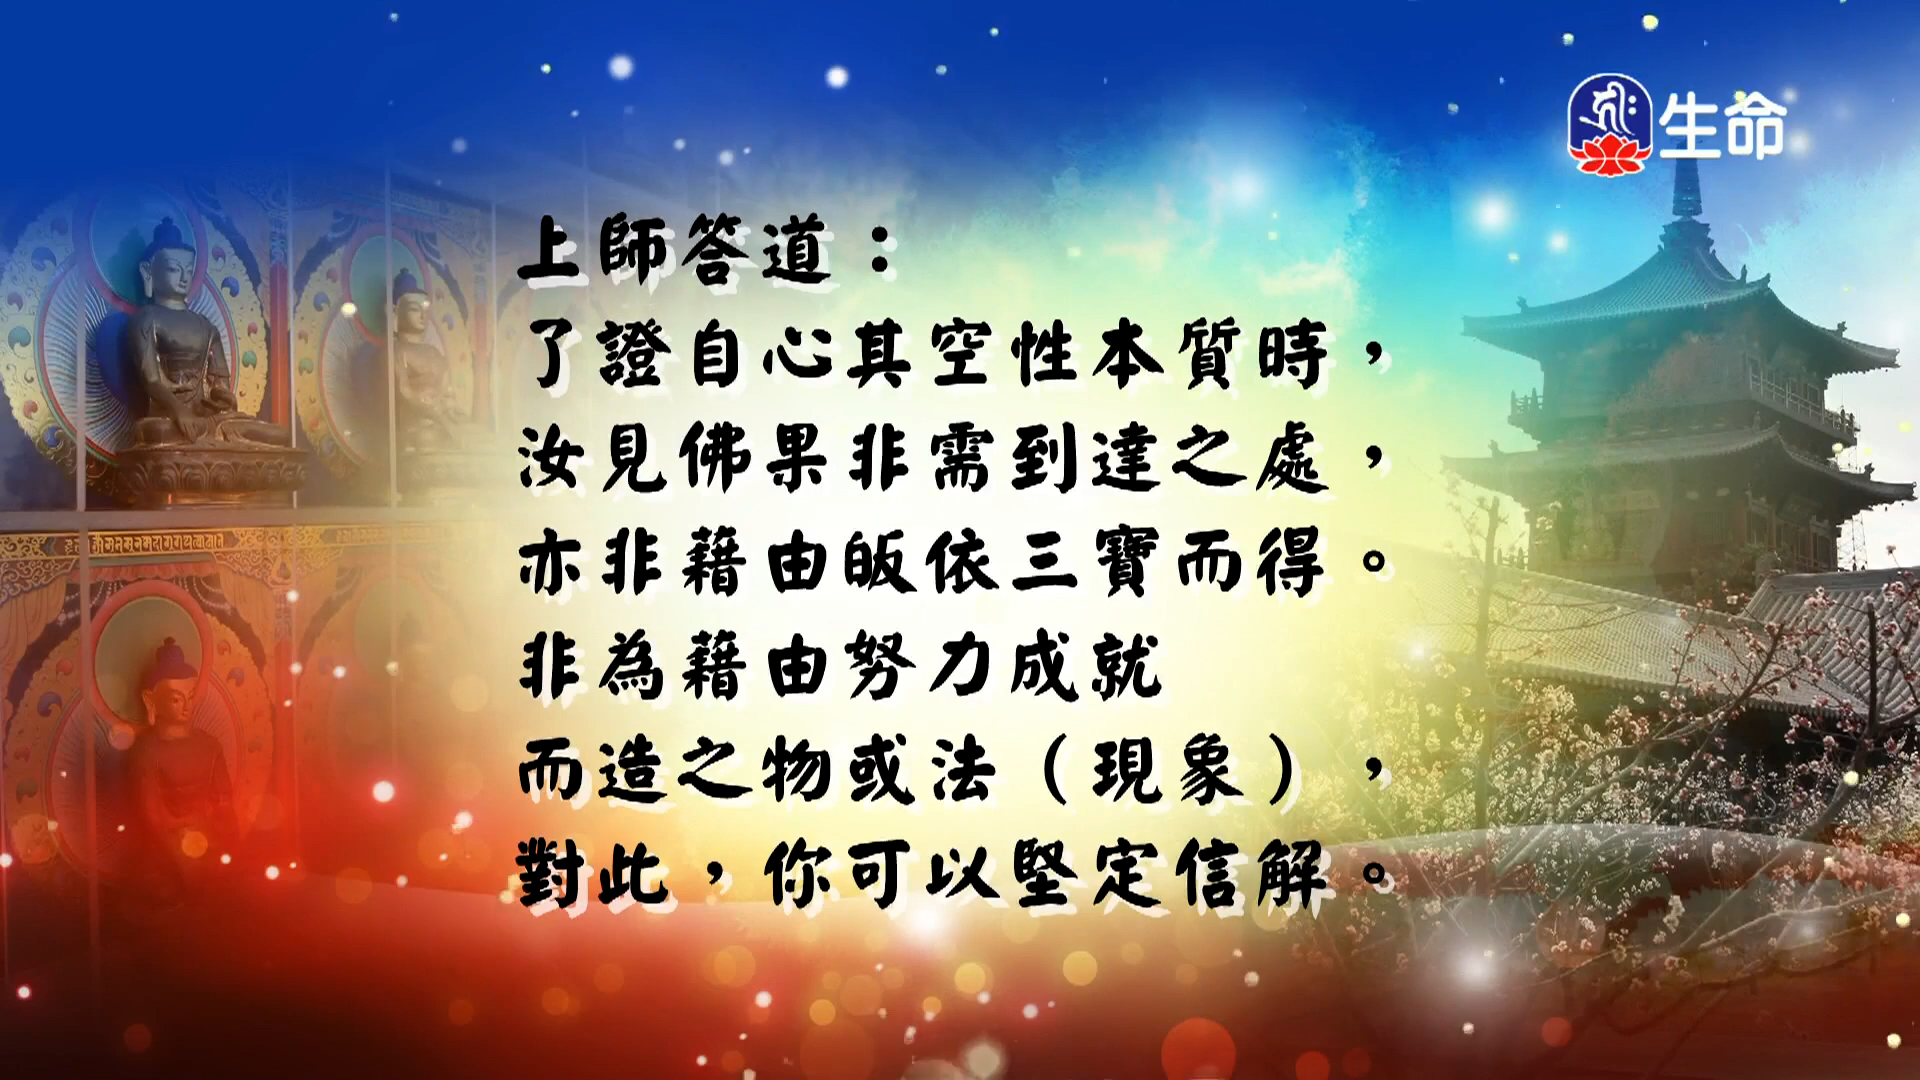 生命
上師答道：
了證自心其空性本質時，
汝見佛果非需到達之處，
亦非藉由皈依三寶而得。
非為藉由努力成就
而造之物或法（現象），
對此，你可以堅定信解。